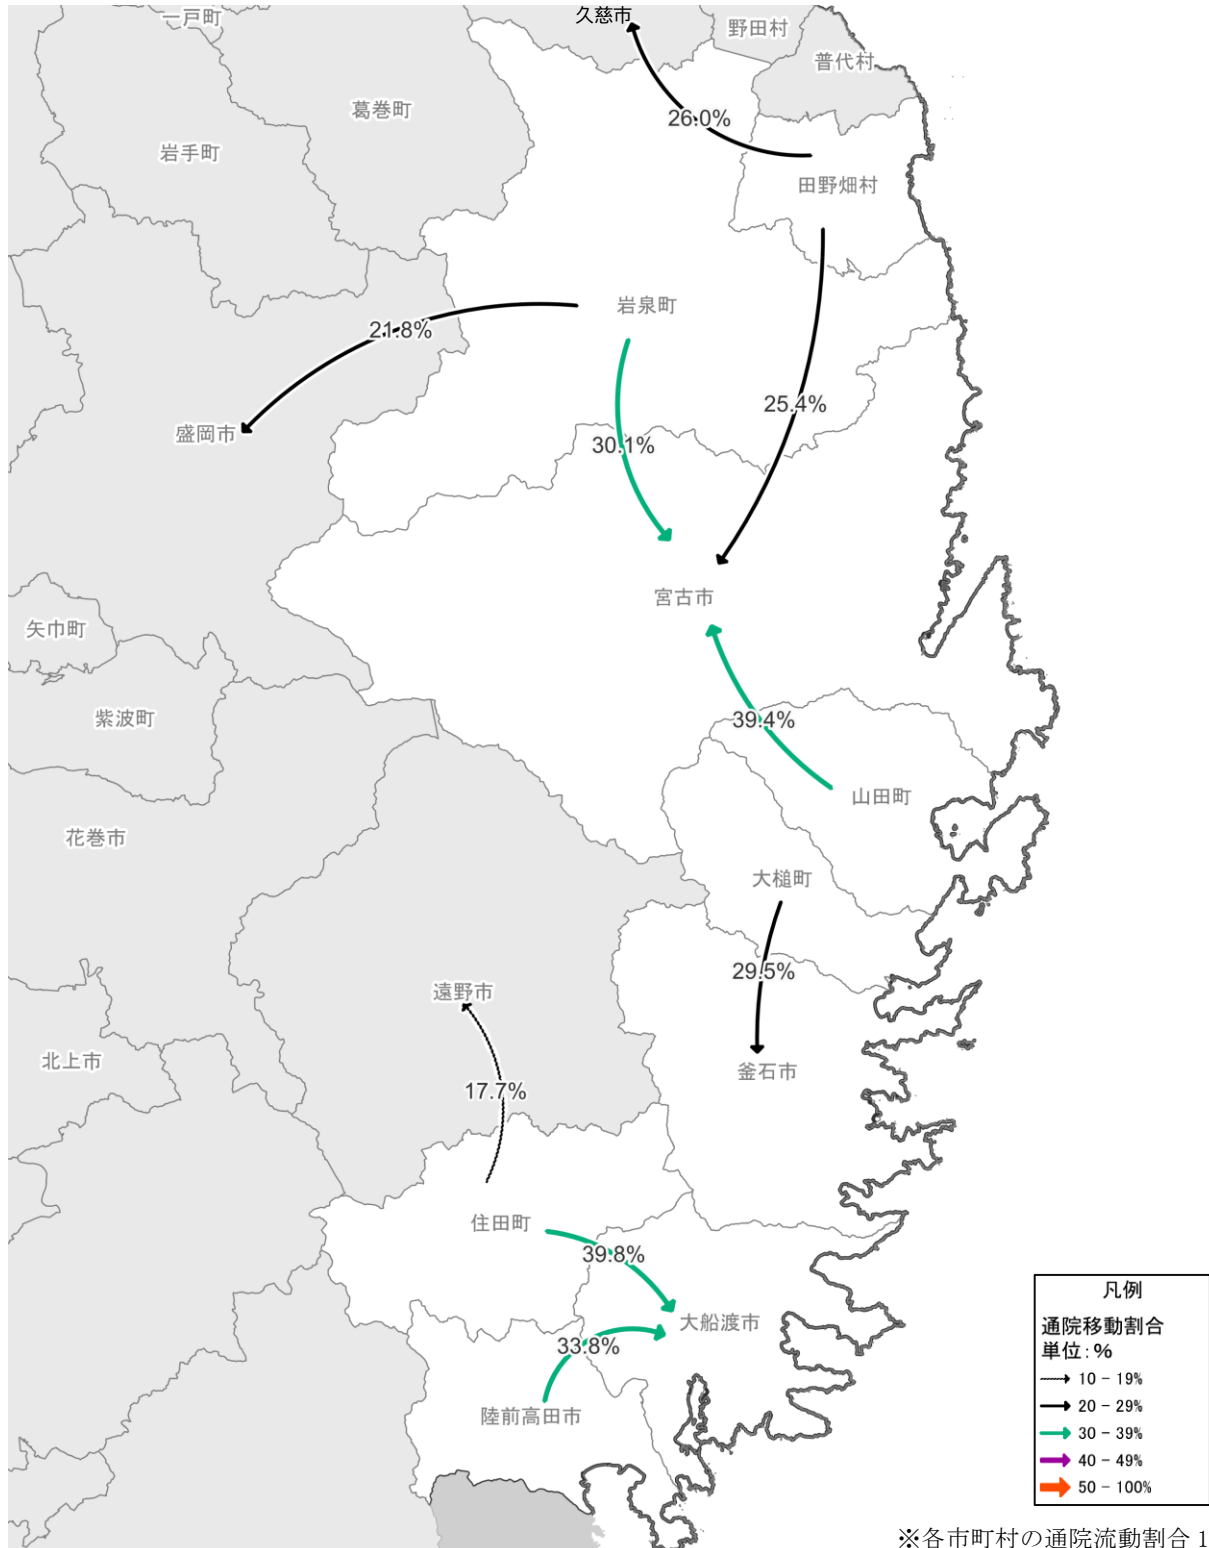 久慈市
一戸町
野田村
普代村
葛巻町
岩手町
26.0%
田野畑村
岩泉町
21.8%
25.4%
盛岡市
30.1%
宮古市
矢巾町
紫波町
39.4%
山田町
花巻市
大槌町
29.5%
遠野市
北上市
釜石市
17.7%
住田町
39.8%
大船渡市
33.8%
陸前高田市
凡例
通院移動割合
単位:%
10 - 19%
20 - 29%
30 - 39%
40 - 49%
50 - 100%
※各市町村の通院流動割合 1